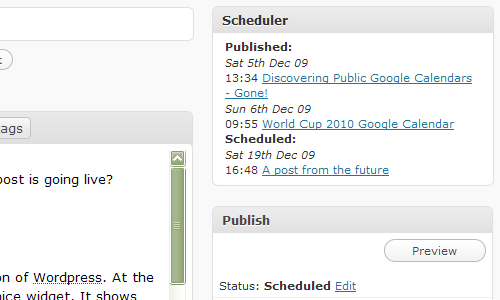 Scheduler
Published:
Sat 5th Dec 09
13:34 Discovering Public Google Calendars
- Gone!
Sun 6th Dec 09
09:55 World Cup 2010 Google Calendar
Scheduled:
Sat 19th Dec 09
16:48 A post from the future
ags
post is going live?
on of Wordpress. At the
nice widget. It shows
Publish
Preview
Status: Scheduled Edit